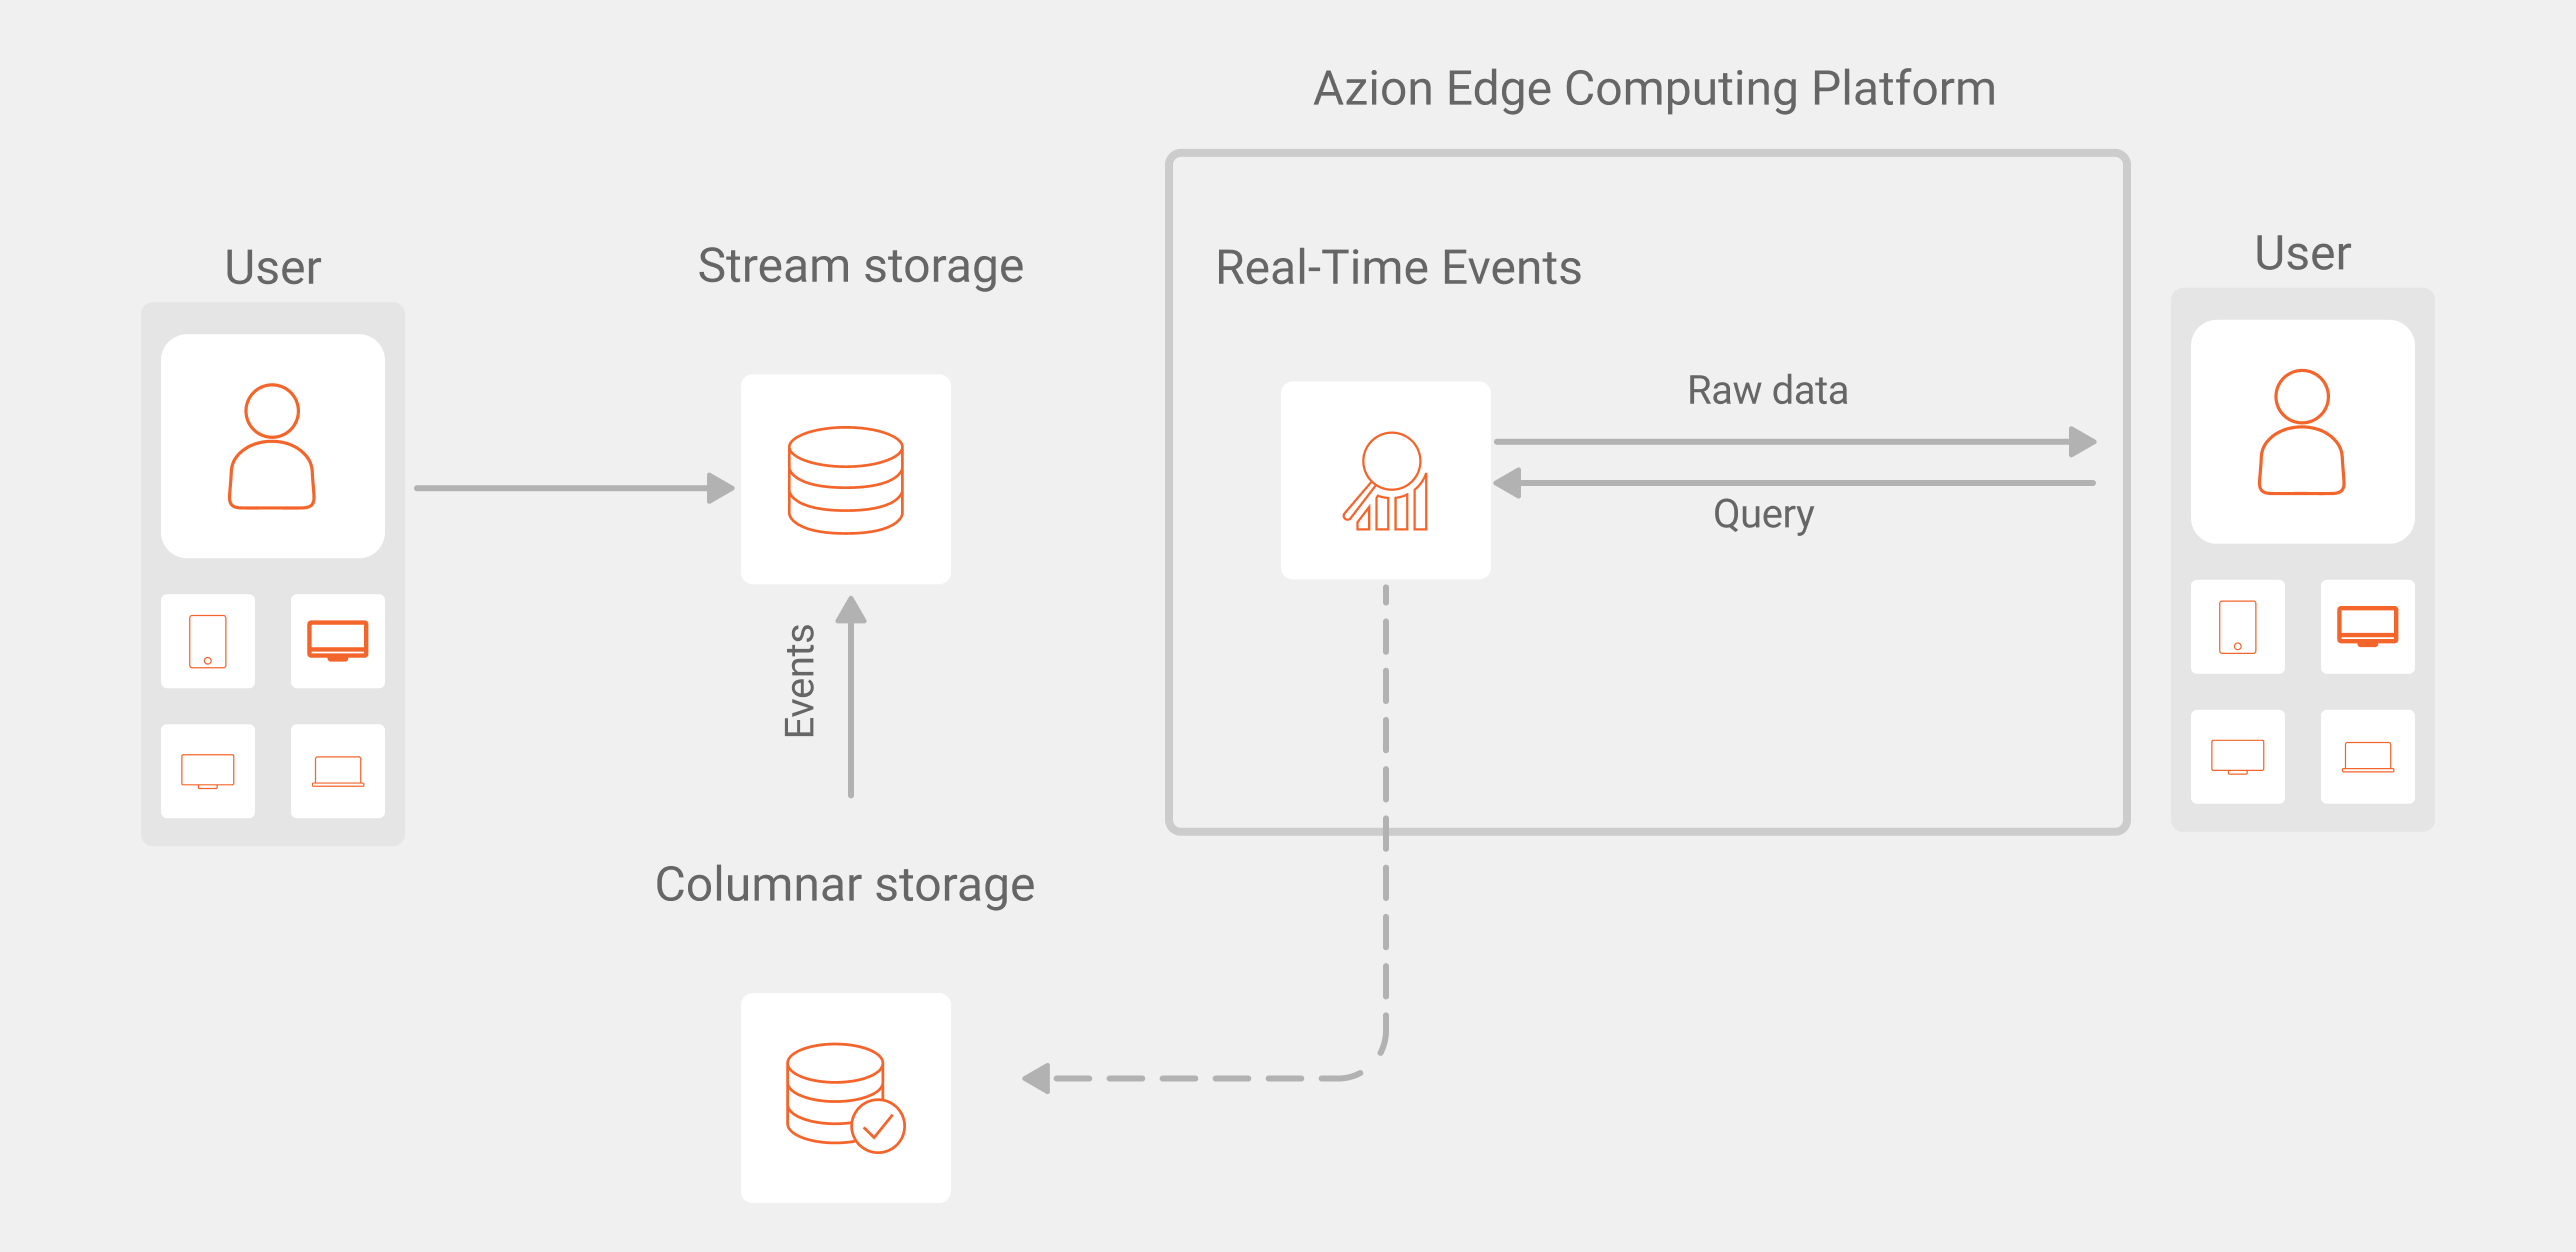 Azion Edge Computing Platform
User
Stream storage
Real-Time Events
User
Raw data
Query
Events
Columnar storage